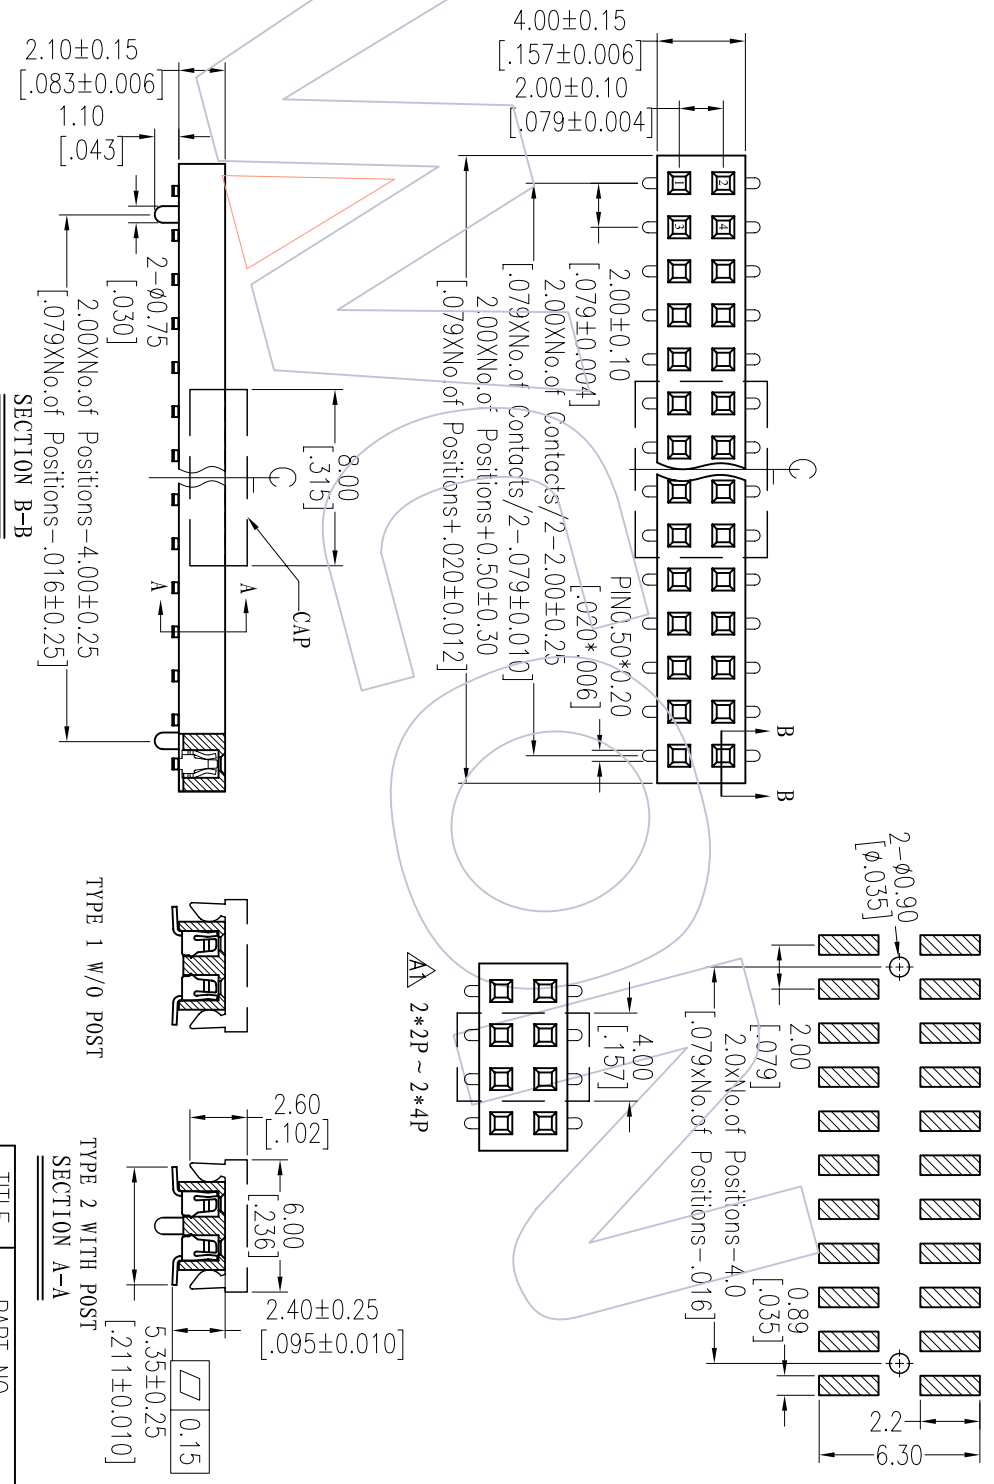 4.00±0.15
[.157±0.006]
2.00±0.10
[.079±0.004]
1
2
3
4
2.00±0.10
[.079±0.004]
2.00XNo.of Contacts/2-2.00±0.25
[.079XNo.of Contacts/2-.079±0.010]
2.00XNo.of Positions+0.50±0.30
[.079XNo.of Positions+.020±0.012]
PIN0.50*0.20
[.020*.006]
B
B
2.10±0.15
[.083±0.006]
1.10
[.043]
2-ø0.75
[.030]
2.00XNo.of Positions-4.00±0.25
[.079XNo.of Positions-.016±0.25]
8.00
[.315]
CAP
A
A
SECTION B-B
2-ø0.90
[ø.035]
2.00
[.079]
2.0xNo.of Positions-4.0
[.079xNo.of Positions-.016]
0.89
[.035]
2.2
6.30
4.00
[.157]
A1 2*2P ~ 2*4P
TYPE 1 W/O POST
2.60
[.102]
6.00
[.236]
2.40±0.25
[.095±0.010]
5.35±0.25
[.211±0.010]
0.15
TYPE 2 WITH POST
SECTION A-A
TITLE
PART NO